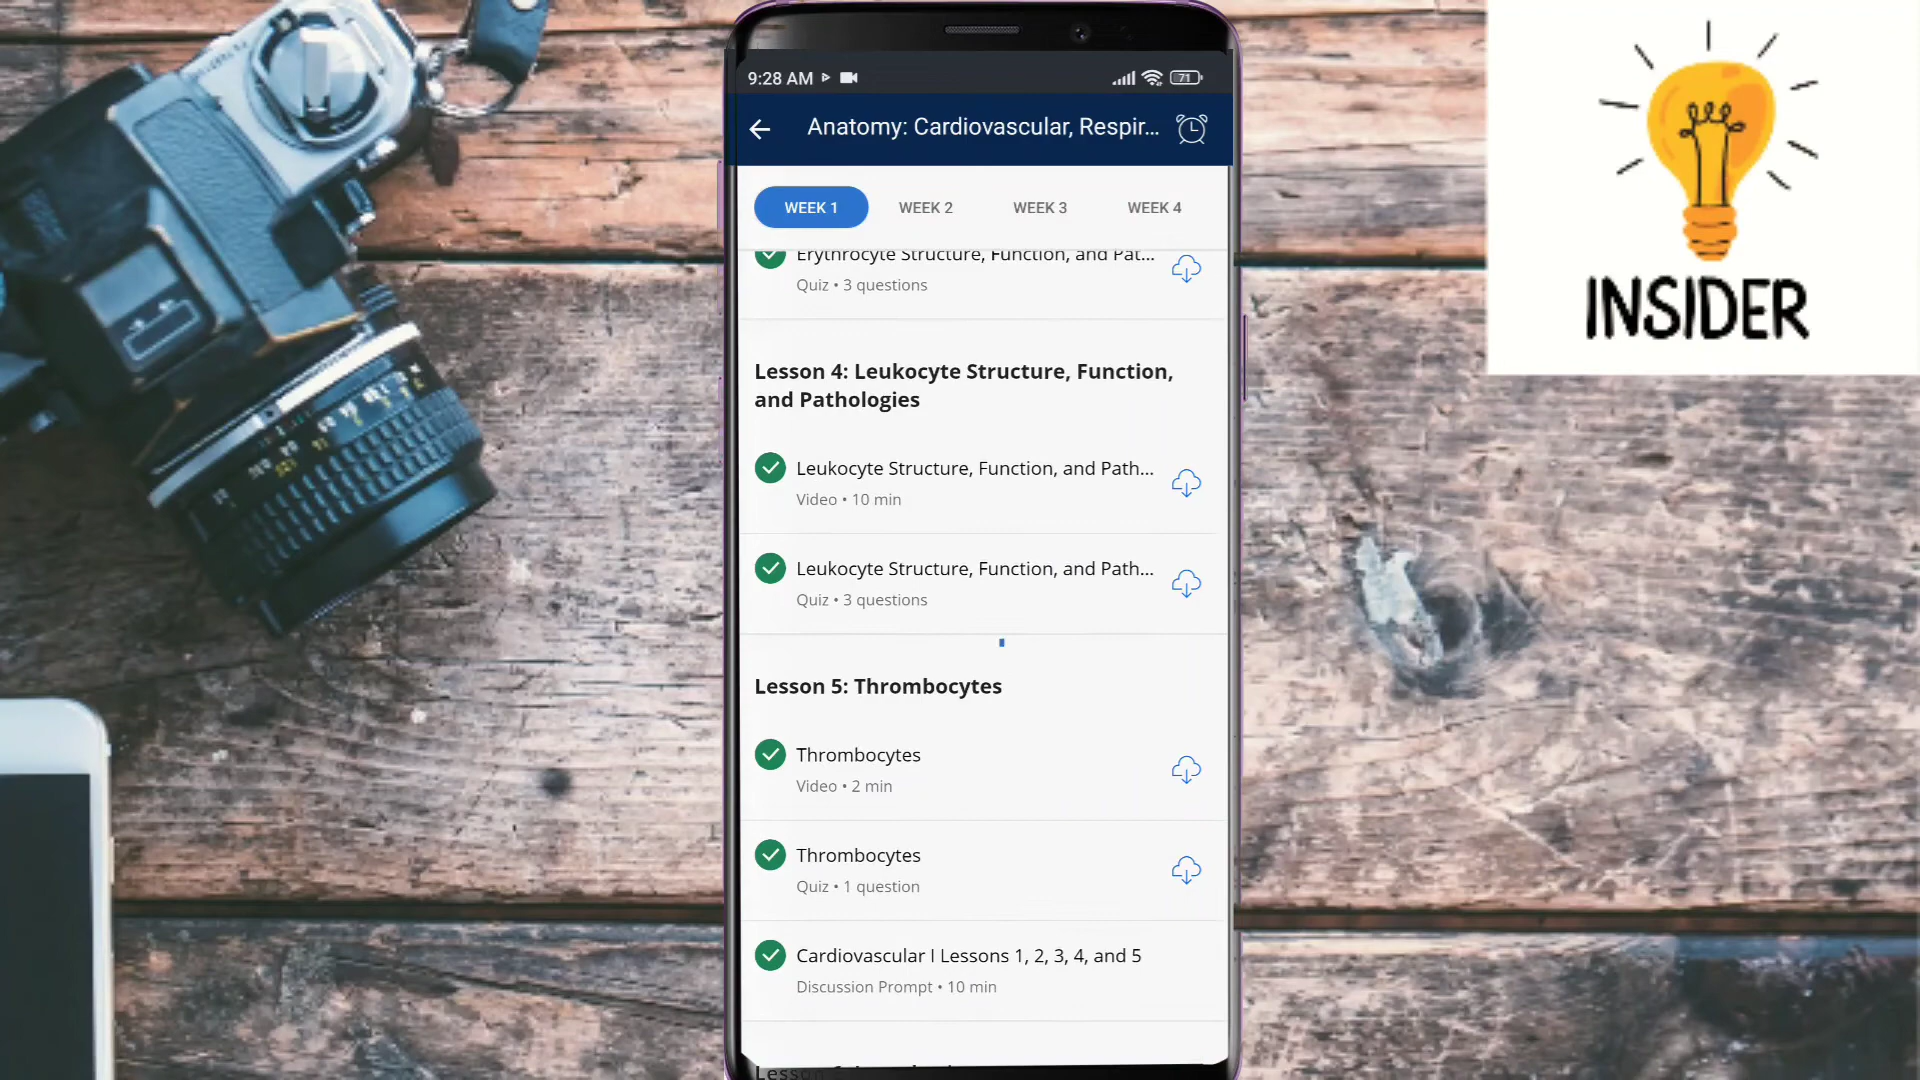 9:28 AM
71
Anatomy: Cardiovascular, Respir...
WEEK 1
WEEK 2
WEEK 3
WEEK 4
Erythrocyte Structure, Function, and Pat...
Quiz • 3 questions
Lesson 4: Leukocyte Structure, Function,
and Pathologies
Leukocyte Structure, Function, and Path...
Video • 10 min
Leukocyte Structure, Function, and Path...
Quiz • 3 questions
Lesson 5: Thrombocytes
Thrombocytes
Video • 2 min
Thrombocytes
Quiz • 1 question
Cardiovascular I Lessons 1, 2, 3, 4, and 5
Discussion Prompt • 10 min
INSIDER